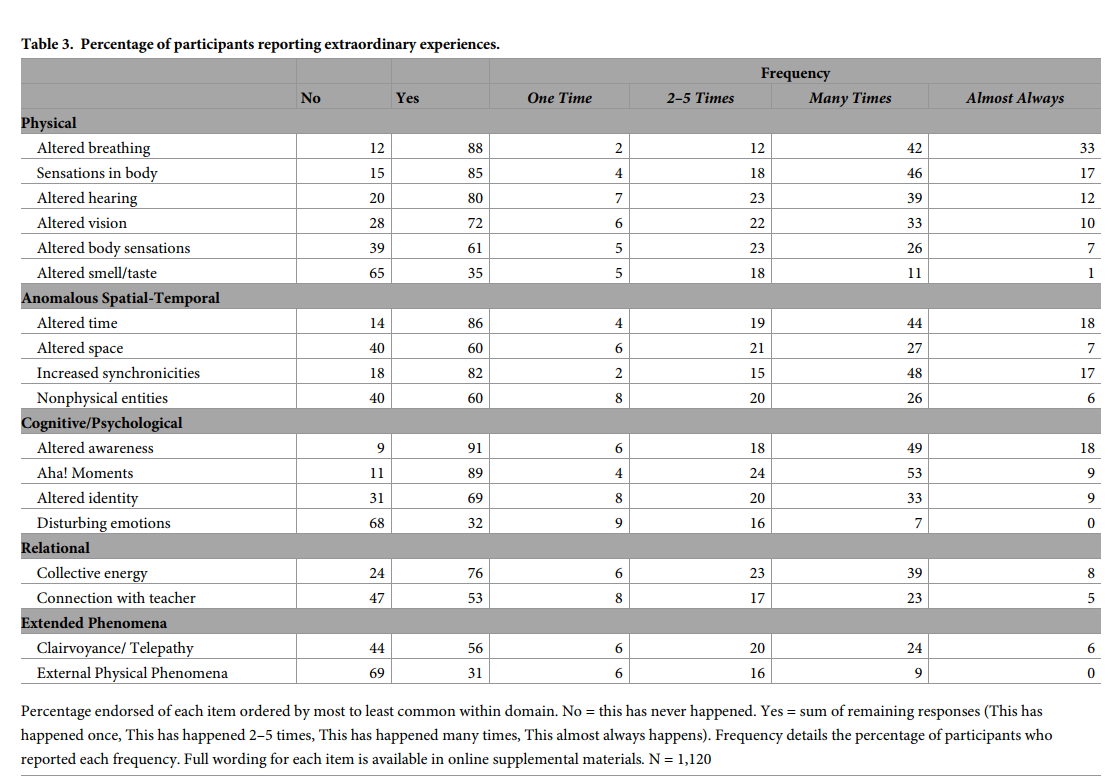 Table 3. Percentage of participants reporting extraordinary experiences.
Frequency
No Yes One Time 2–5 Times Many Times Almost Always
Physical
Altered breathing 12 88 2 12 42 33
Sensations in body 15 85 4 18 46 17
Altered hearing 20 80 7 23 39 12
Altered vision 28 72 6 22 33 10
Altered body sensations 39 61 5 23 26 7
Altered smell/taste 65 35 5 18 11 1
Anomalous Spatial-Temporal
Altered time 14 86 4 19 44 18
Altered space 40 60 6 21 27 7
Increased synchronicities 18 82 2 15 48 17
Nonphysical entities 40 60 8 20 26 6
Cognitive/Psychological
Altered awareness 9 91 6 18 49 18
Aha! Moments 11 89 4 24 53 9
Altered identity 31 69 8 20 33 9
Disturbing emotions 68 32 9 16 7 0
Relational
Collective energy 24 76 6 23 39 8
Connection with teacher 47 53 8 17 23 5
Extended Phenomena
Clairvoyance/ Telepathy 44 56 6 20 24 6
External Physical Phenomena 69 31 6 16 9 0
Percentage endorsed of each item ordered by most to least common within domain. No = this has never happened. Yes = sum of remaining responses (This has
happened once, This has happened 2–5 times, This has happened many times, This almost always happens). Frequency details the percentage of participants who
reported each frequency. Full wording for each item is available in online supplemental materials. N = 1,120